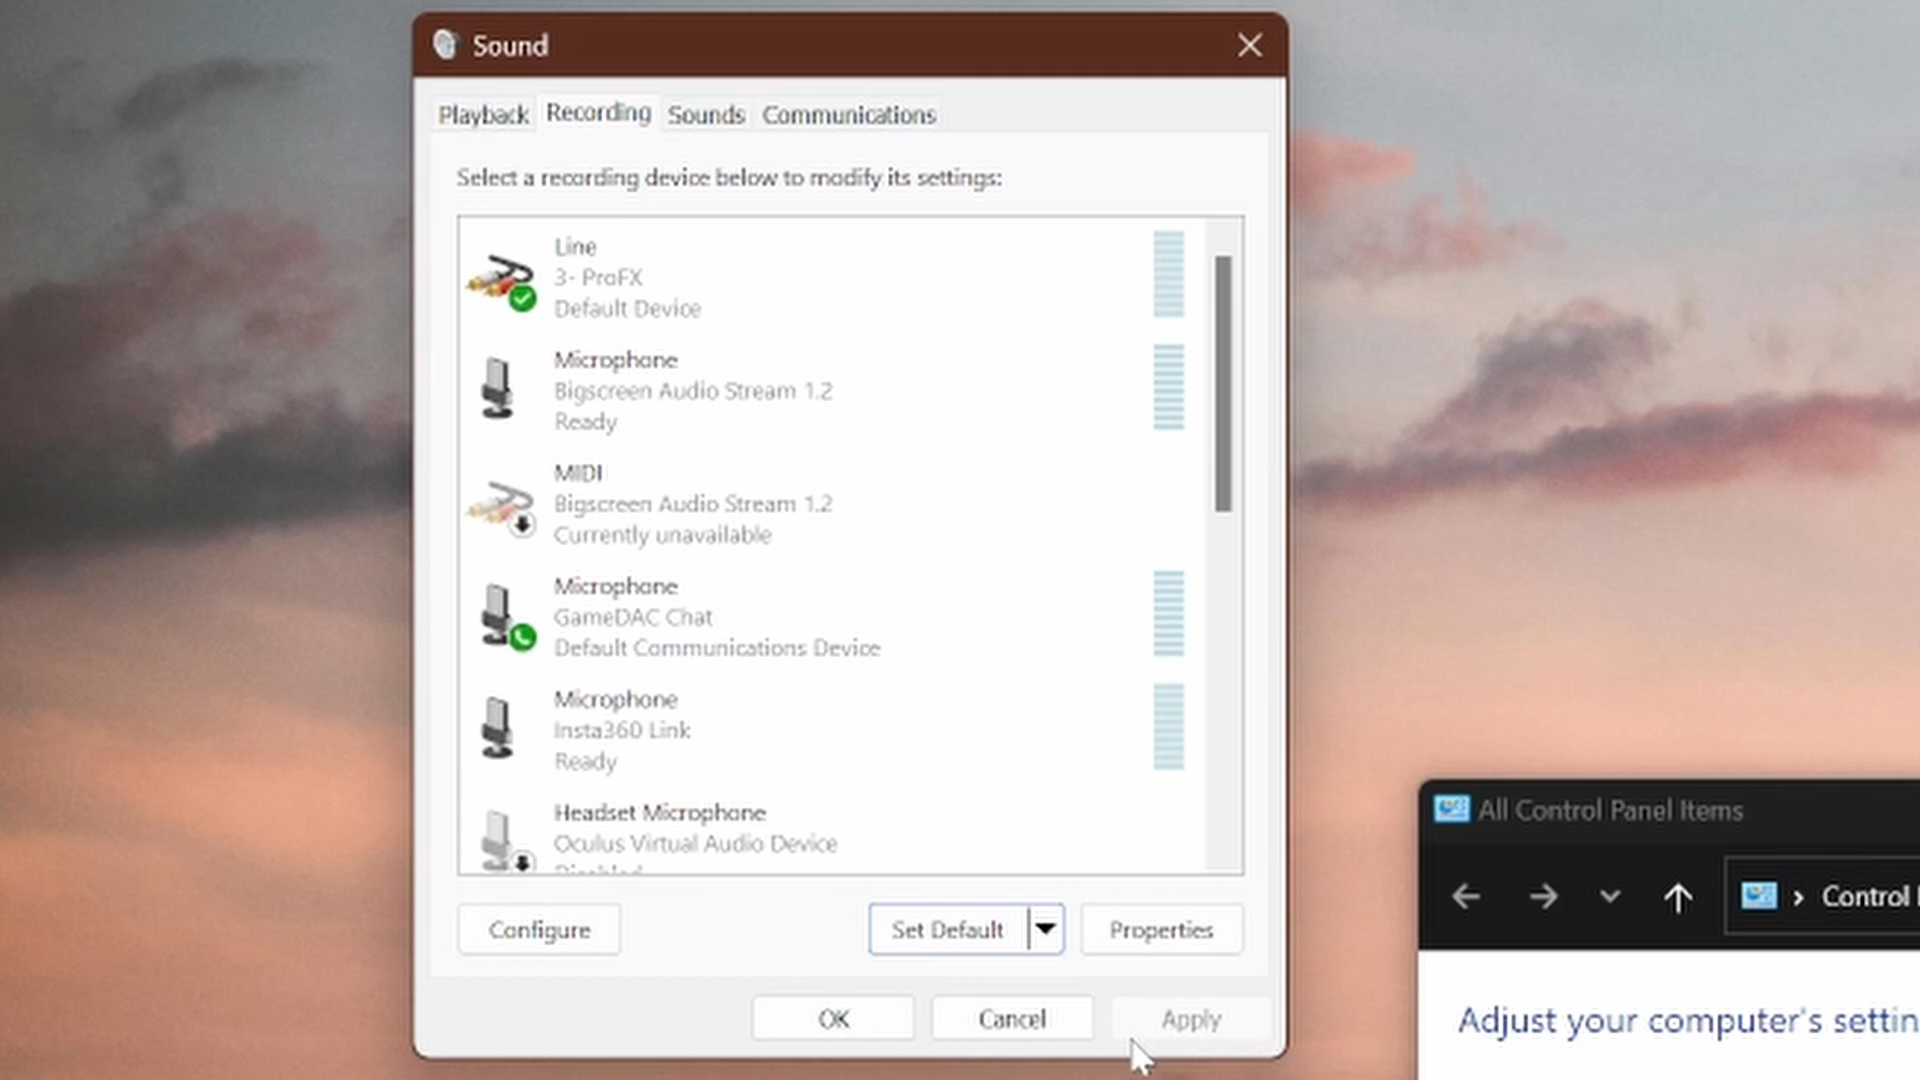 Sound
Playback
Recording
Sounds
Communications
Select a recording device below to modify its settings:
Line
3- ProFX
Default Device
Microphone
Bigscreen Audio Stream 1.2
Ready
MIDI
Bigscreen Audio Stream 1.2
Currently unavailable
Microphone
GameDAC Chat
Default Communications Device
Microphone
Insta360 Link
Ready
Headset Microphone
Oculus Virtual Audio Device
Disabled
Configure
Set Default
Properties
OK
Cancel
Apply
All Control Panel Items
Control
Adjust your computer's settin